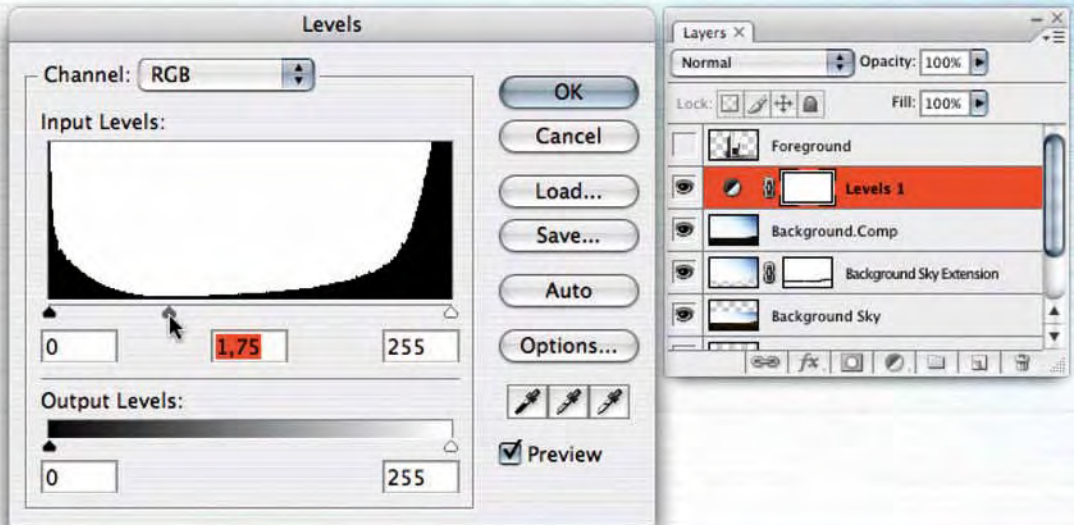 Levels
Channel: RGB
Input Levels:
0 1,75 255
Output Levels:
0 255
OK
Cancel
Load...
Save...
Auto
Options...
Preview
Layers ×
Normal Opacity: 100%
Lock: Fill: 100%
Foreground
Levels 1
Background.Comp
Background Sky Extension
Background Sky
fx